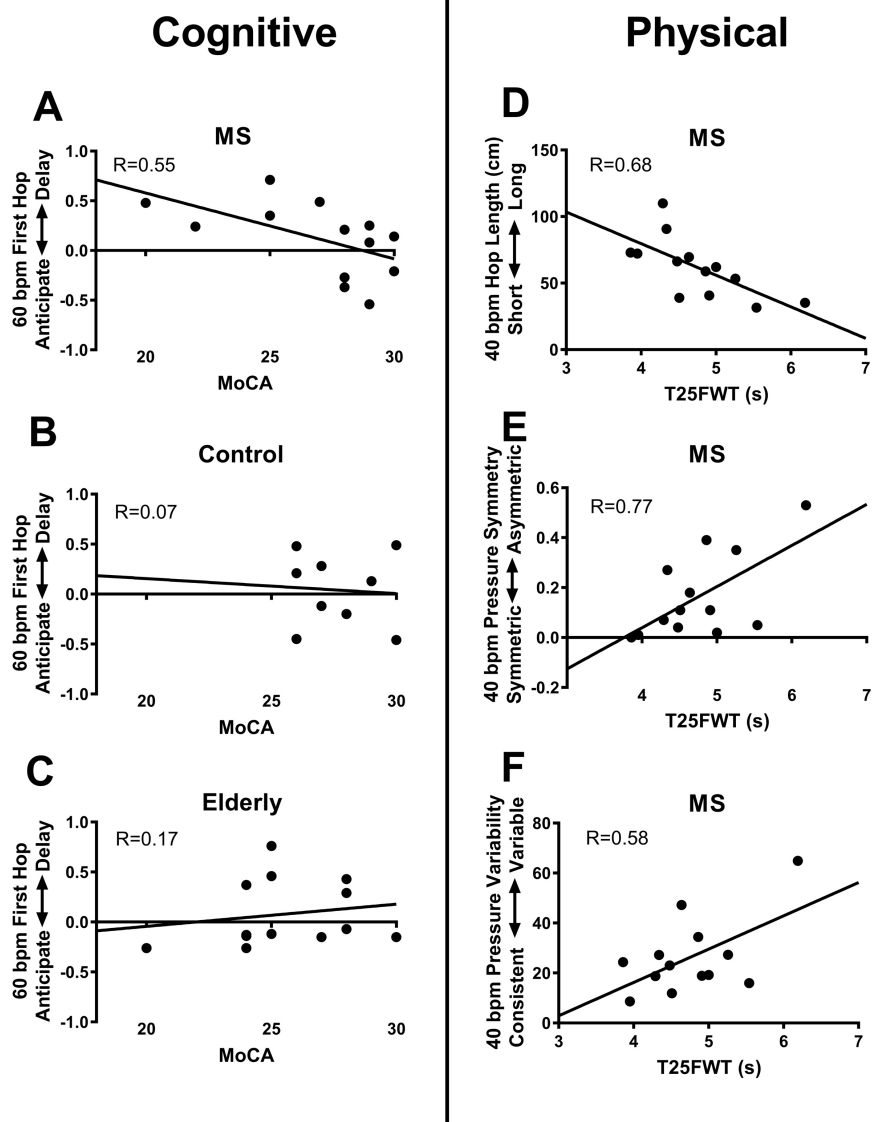 Cognitive
Physical
A
MS
R=0.55
60 bpm First Hop
Anticipate Delay
1.0
0.5
0.0
-0.5
-1.0
20 25 30
MoCA
B
Control
R=0.07
60 bpm First Hop
Anticipate Delay
1.0
0.5
0.0
-0.5
-1.0
20 25 30
MoCA
C
Elderly
R=0.17
60 bpm First Hop
Anticipate Delay
1.0
0.5
0.0
-0.5
-1.0
20 25 30
MoCA
D
MS
R=0.68
40 bpm Hop Length (cm)
Short Long
150
100
50
0
3 4 5 6 7
T25FWT (s)
E
MS
R=0.77
40 bpm Pressure Symmetry
Symmetric Asymmetric
0.6
0.4
0.2
0.0
-0.2
4 5 6 7
T25FWT (s)
F
MS
R=0.58
40 bpm Pressure Variability
Consistent Variable
80
60
40
20
0
3 4 5 6 7
T25FWT (s)